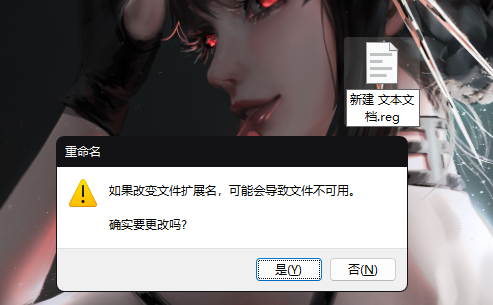 新建 文本文
档.reg
重命名
如果改变文件扩展名，可能会导致文件不可用。
确实要更改吗?
是(Y)
否(N)